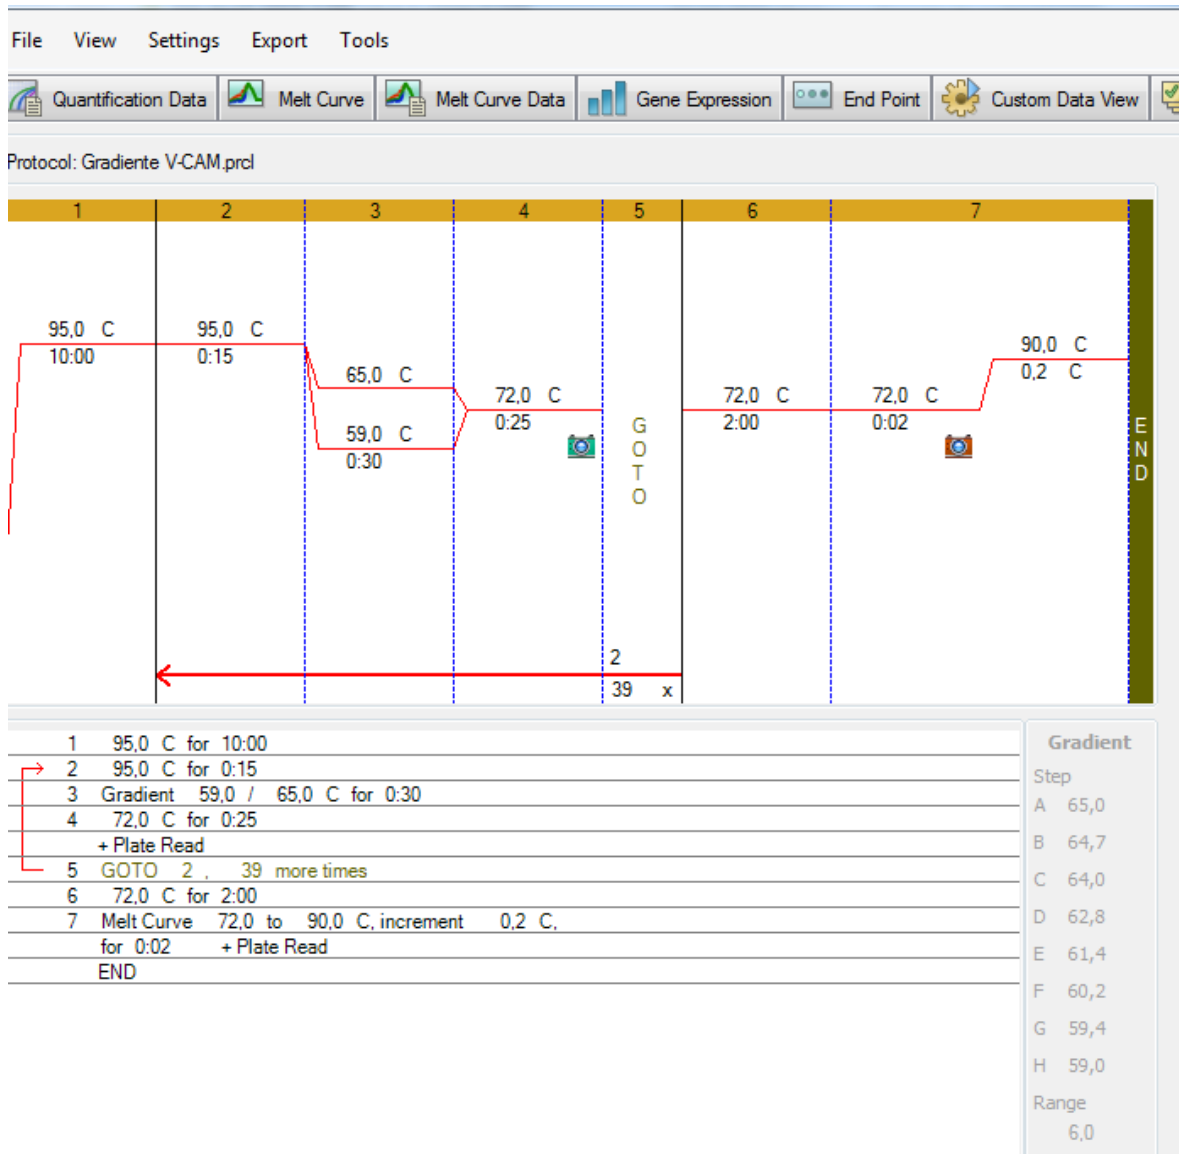 File View Settings Export Tools
Quantification Data Melt Curve Melt Curve Data Gene Expression End Point Custom Data View
Protocol: Gradiente V-CAM.prcl
1 2 3 4 5 6 7
95,0 C
10:00
95,0 C
0:15
65,0 C
59,0 C
0:30
72,0 C
0:25
GOTO
72,0 C
2:00
72,0 C
0:02
90,0 C
0,2 C
END
2
39 x
1 95,0 C for 10:00
2 95,0 C for 0:15
3 Gradient 59,0 / 65,0 C for 0:30
4 72,0 C for 0:25
+ Plate Read
5 GOTO 2 , 39 more times
6 72,0 C for 2:00
7 Melt Curve 72,0 to 90,0 C, increment 0,2 C,
for 0:02 + Plate Read
END
Gradient
Step
A 65,0
B 64,7
C 64,0
D 62,8
E 61,4
F 60,2
G 59,4
H 59,0
Range
6,0